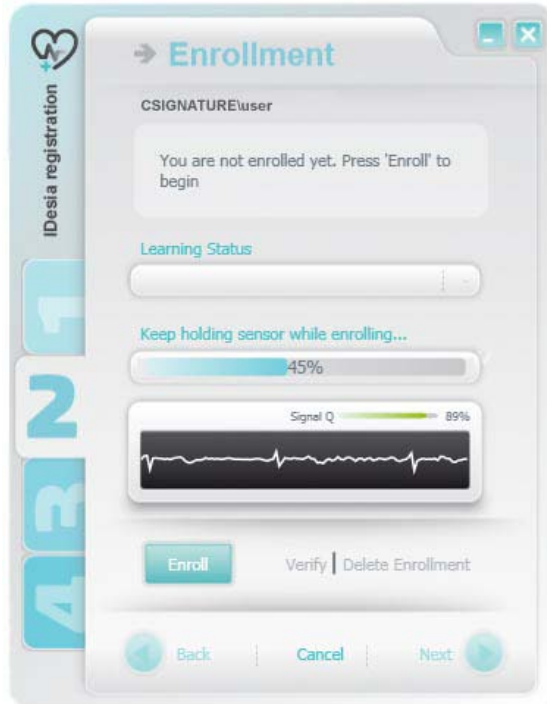 IDesia registration
1
2
3
4
Enrollment
CSIGNATURE\user
You are not enrolled yet. Press 'Enroll' to
begin
Learning Status
Keep holding sensor while enrolling...
45%
Signal Q 89%
Enroll Verify | Delete Enrollment
Back Cancel Next